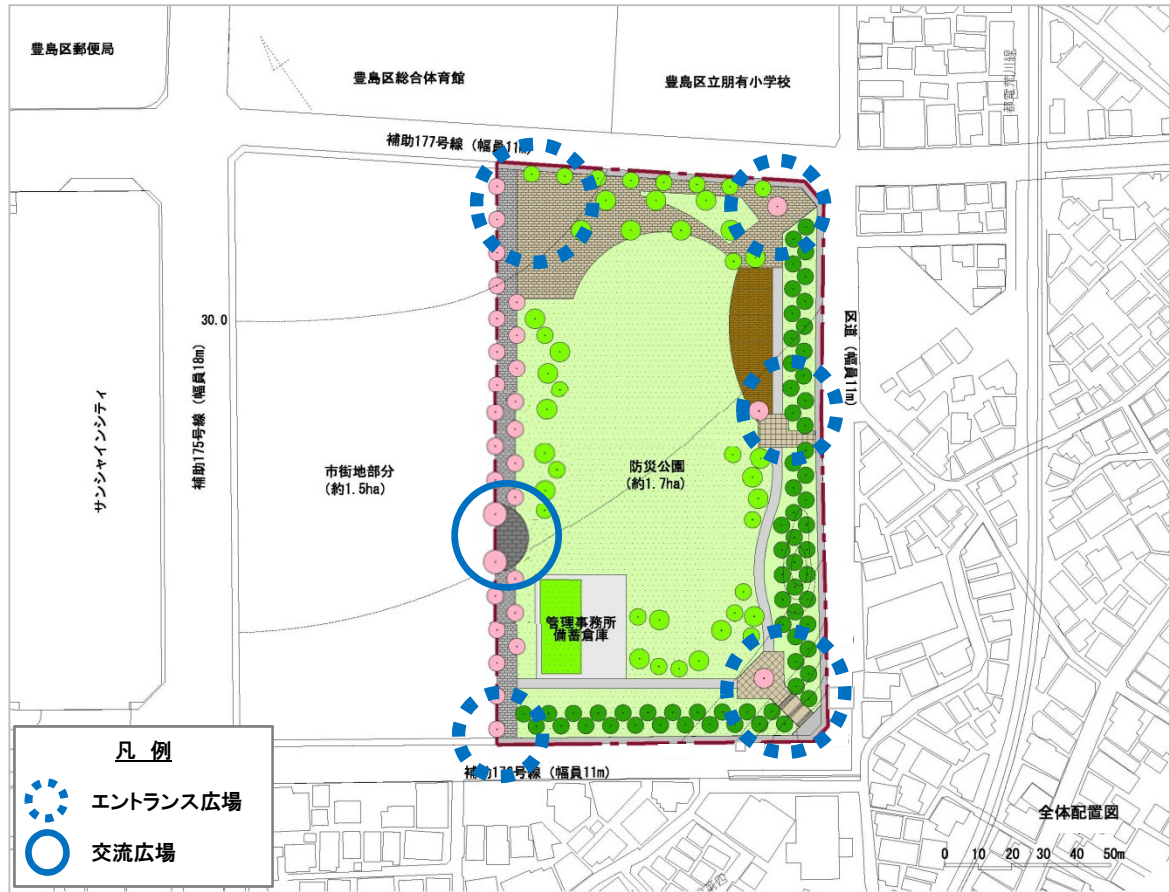 豊島区郵便局
豊島区総合体育館
豊島区立朋有小学校
都電荒川線
補助177号線 (幅員11m)
30.0
補助175号線 (幅員18m)
サンシャインシティ
市街地部分
(約1.5ha)
防災公園
(約1.7ha)
区道 (幅員11m)
管理事務所
備蓄倉庫
号線 (幅員11m)
凡 例
エントランス広場
交流広場
全体配置図
0 10 20 30 40 50m